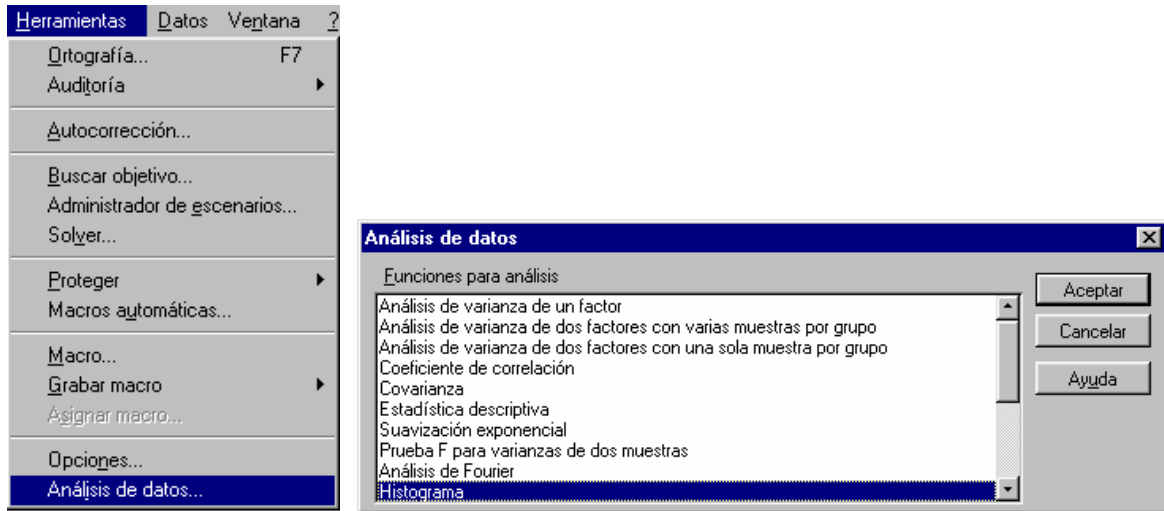 Herramientas Datos Ventana ?
Ortografía... F7
Auditoría
Autocorrección...
Buscar objetivo...
Administrador de escenarios...
Solver...
Proteger
Macros automáticas...
Macro...
Grabar macro
Asignar macro...
Opciones...
Análisis de datos...
Análisis de datos
Funciones para análisis
Análisis de varianza de un factor
Análisis de varianza de dos factores con varias muestras por grupo
Análisis de varianza de dos factores con una sola muestra por grupo
Coeficiente de correlación
Covarianza
Estadística descriptiva
Suavización exponencial
Prueba F para varianzas de dos muestras
Análisis de Fourier
Histograma
Aceptar
Cancelar
Ayuda